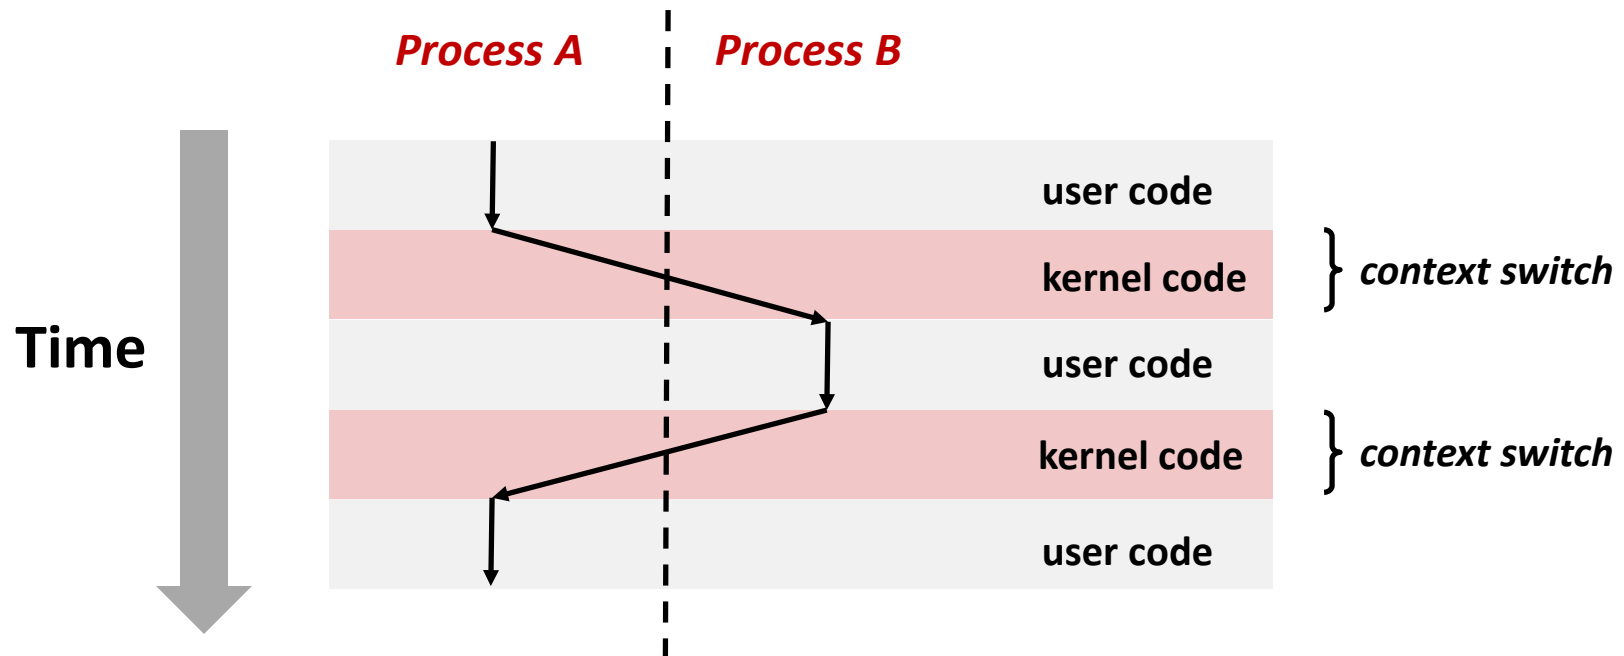 Process A
Process B
user code
kernel code
context switch
Time
user code
kernel code
context switch
user code